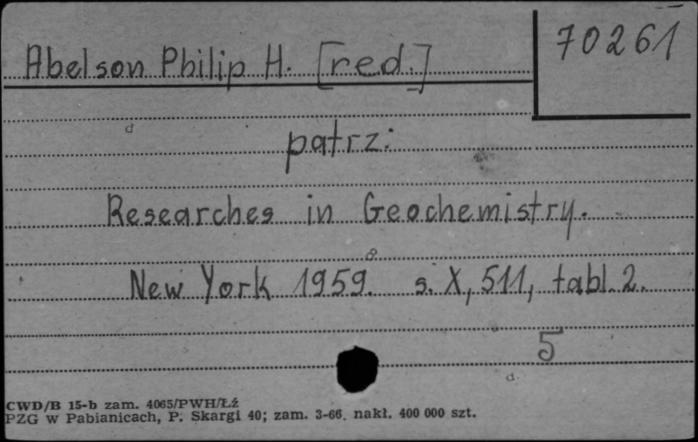 70261
Abelson Philip H. [red.]
patrz:
Researches in Geochemistry.
New York 1959. s. X, 511, tabl. 2.
5
CWD/B 15-b zam. 4065/PWH/Łź
PZG w Pabianicach, P. Skargi 40; zam. 3-66. nakł. 400 000 szt.